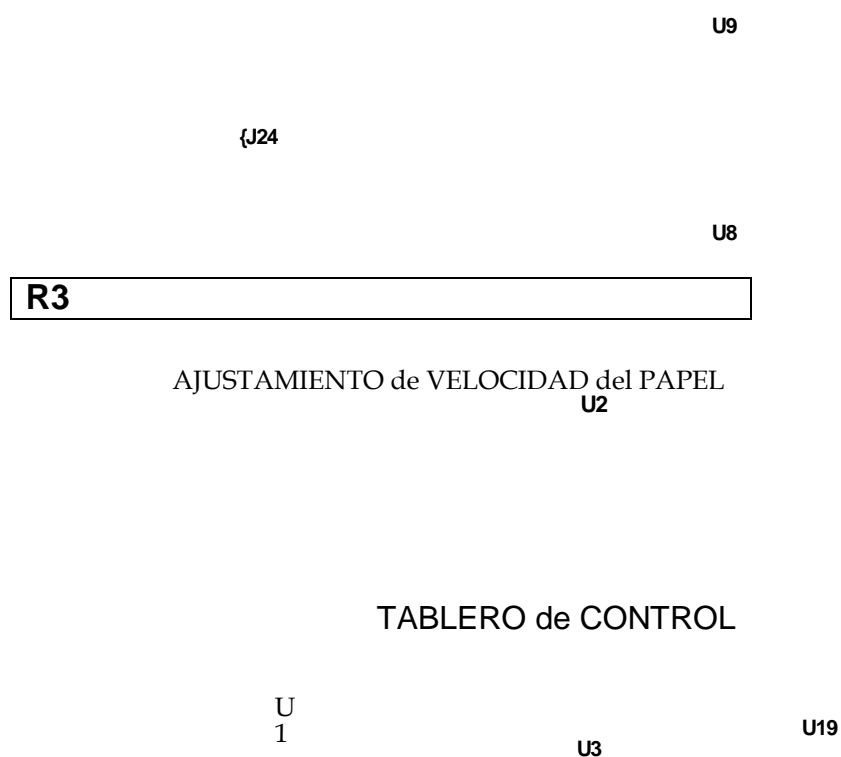 U9
{J24
U8
R3
AJUSTAMIENTO de VELOCIDAD del PAPEL
U2
TABLERO de CONTROL
U
1
U19
U3